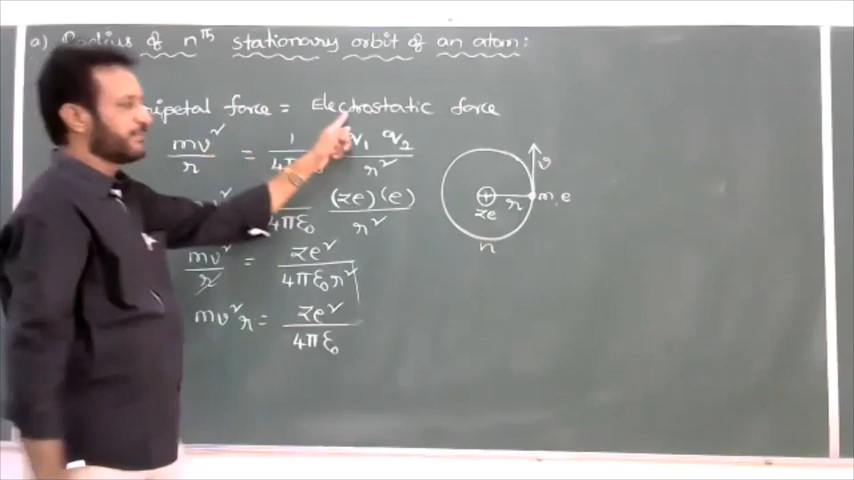 a) Radius of nth stationary orbit of an atom:
ripetal force = Electrostatic force
mv²/r = 1/4π q₁ q₂/r²
4πε₀ (ze)(e)/r²
mv²/r = ze²/4πε₀r²
mv²r = ze²/4πε₀
v
+
ze
r
m, e
n